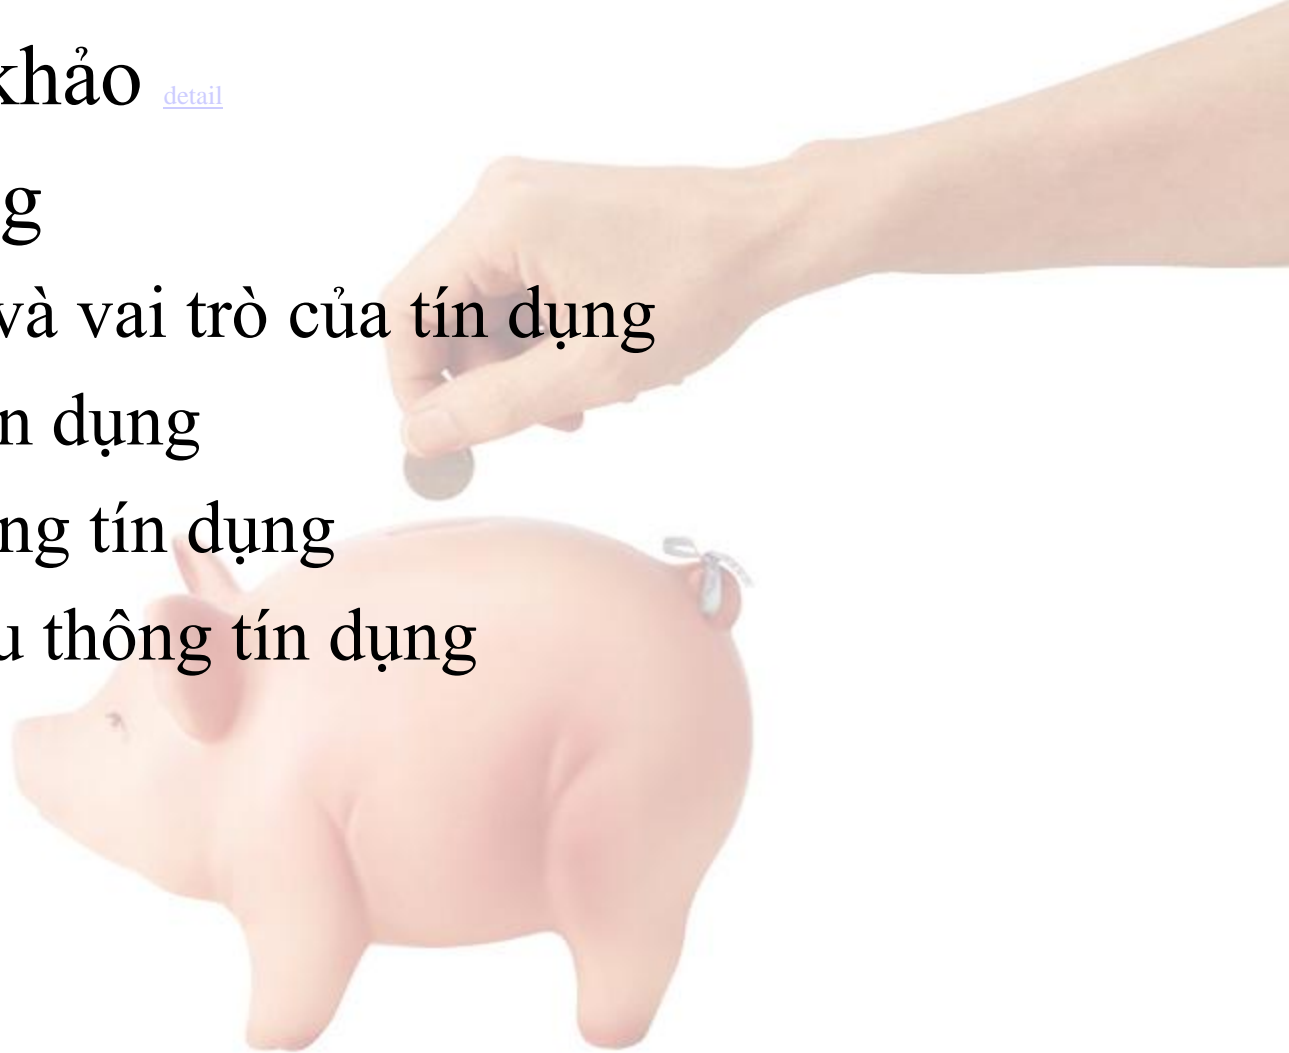 khảo detail
g
và vai trò của tín dụng
n dụng
ng tín dụng
u thông tín dụng